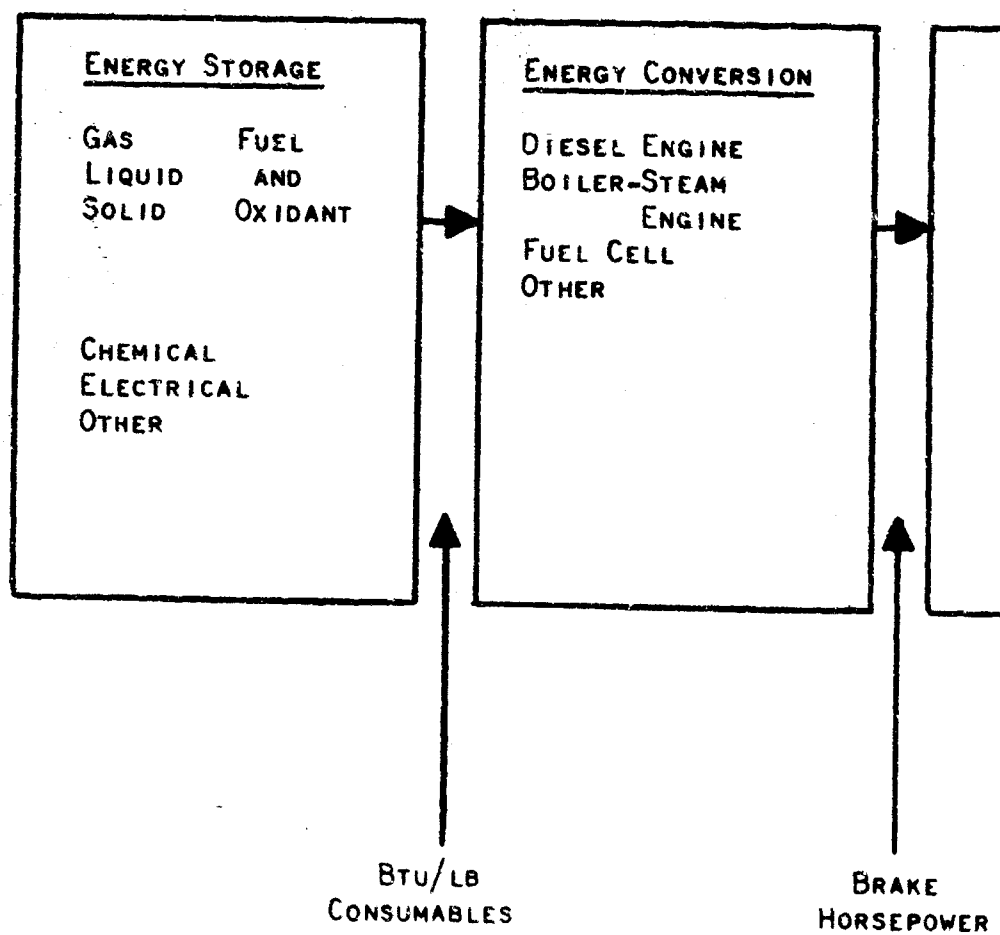 ENERGY STORAGE
GAS FUEL
LIQUID AND
SOLID OXIDANT
CHEMICAL
ELECTRICAL
OTHER
ENERGY CONVERSION
DIESEL ENGINE
BOILER-STEAM
ENGINE
FUEL CELL
OTHER
BTU/LB
CONSUMABLES
BRAKE
HORSEPOWER